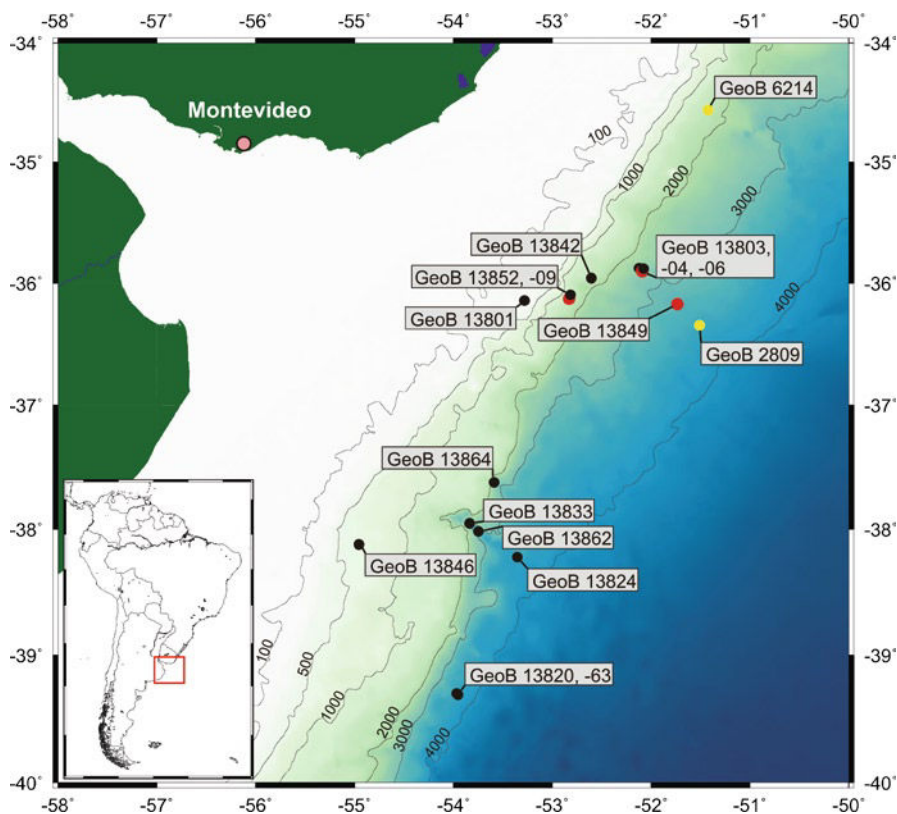 -58˚ -57˚ -56˚ -55˚ -54˚ -53˚ -52˚ -51˚ -50˚
-34˚ -34˚
GeoB 6214
Montevideo
100
1000
2000
-35˚ -35˚
3000
GeoB 13842
GeoB 13803,
-04, -06
GeoB 13852, -09
-36˚ -36˚
4000
GeoB 13801
GeoB 13849
GeoB 2809
-37˚ -37˚
GeoB 13864
GeoB 13833
-38˚ -38˚
GeoB 13862
GeoB 13846
GeoB 13824
100
500
-39˚ -39˚
GeoB 13820, -63
1000
2000
3000
4000
-40˚ -40˚
-58˚ -57˚ -56˚ -55˚ -54˚ -53˚ -52˚ -51˚ -50˚